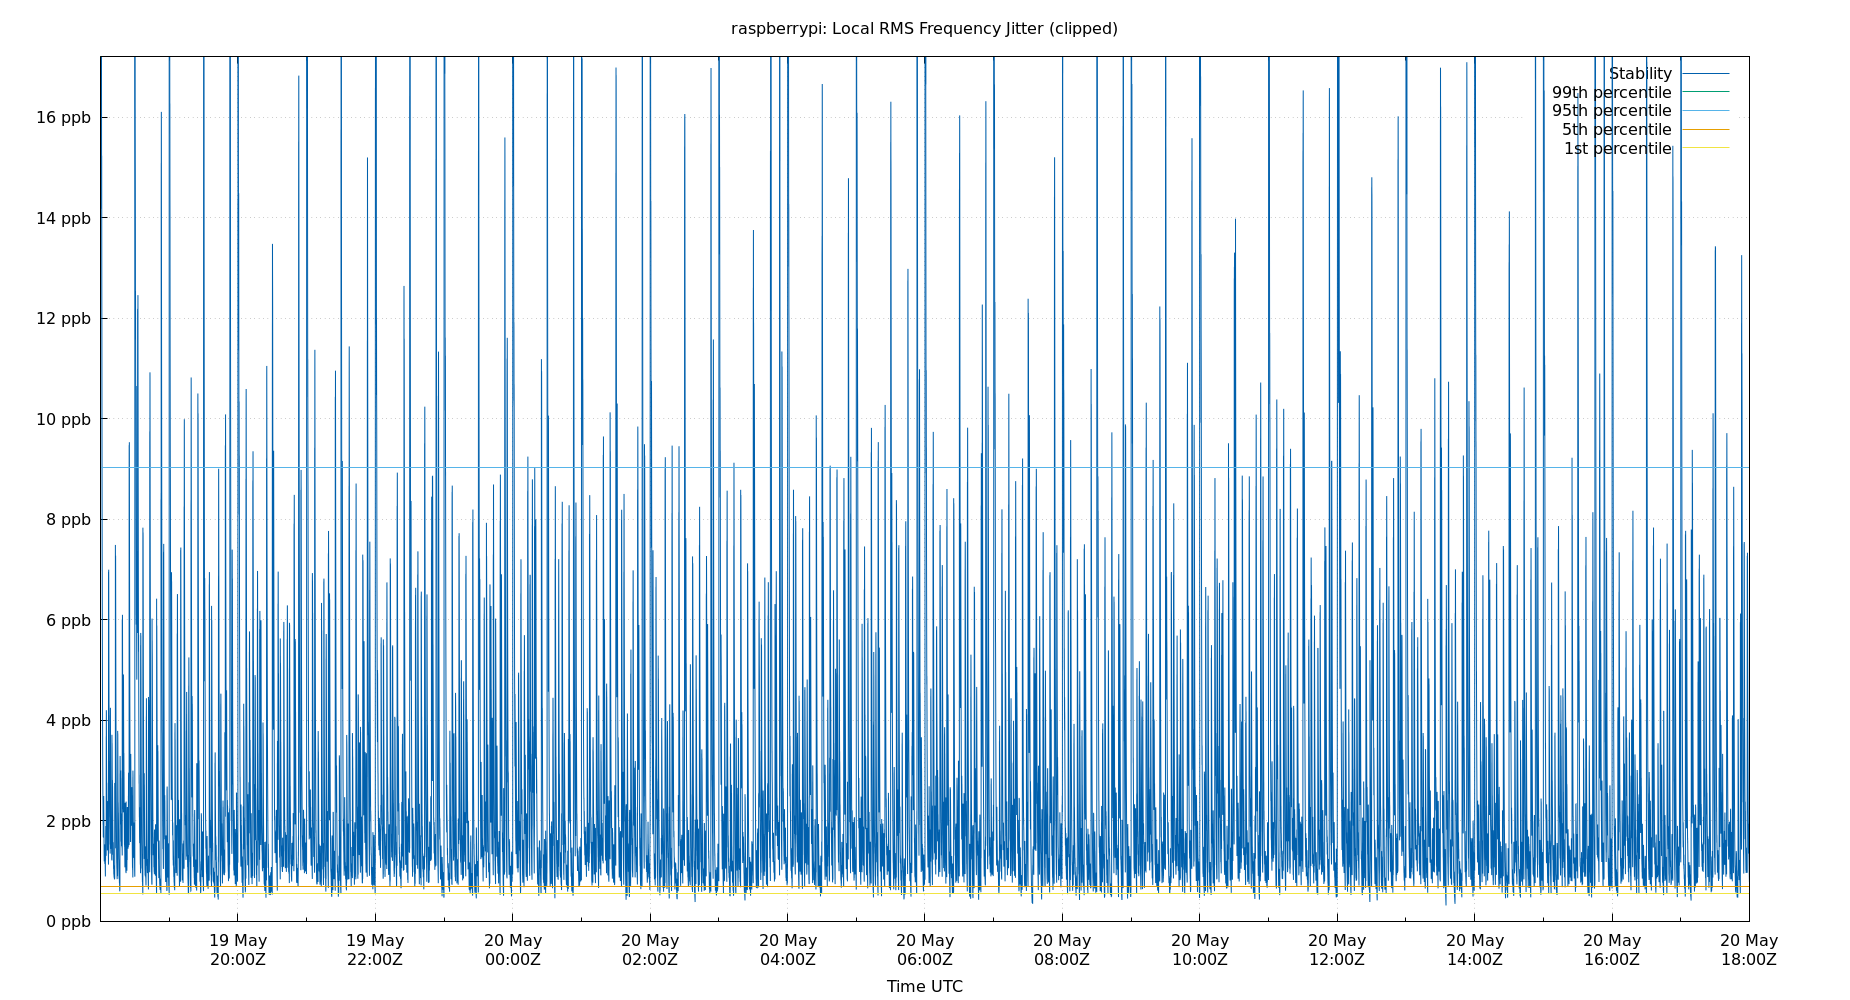 raspberrypi: Local RMS Frequency Jitter (clipped)
Stability
99th percentile
95th percentile
5th percentile
1st percentile
16 ppb
14 ppb
12 ppb
10 ppb
8 ppb
6 ppb
4 ppb
2 ppb
0 ppb
19 May 19 May 20 May 20 May 20 May 20 May 20 May 20 May 20 May 20 May 20 May 20 May
20:00Z 22:00Z 00:00Z 02:00Z 04:00Z 06:00Z 08:00Z 10:00Z 12:00Z 14:00Z 16:00Z 18:00Z
Time UTC